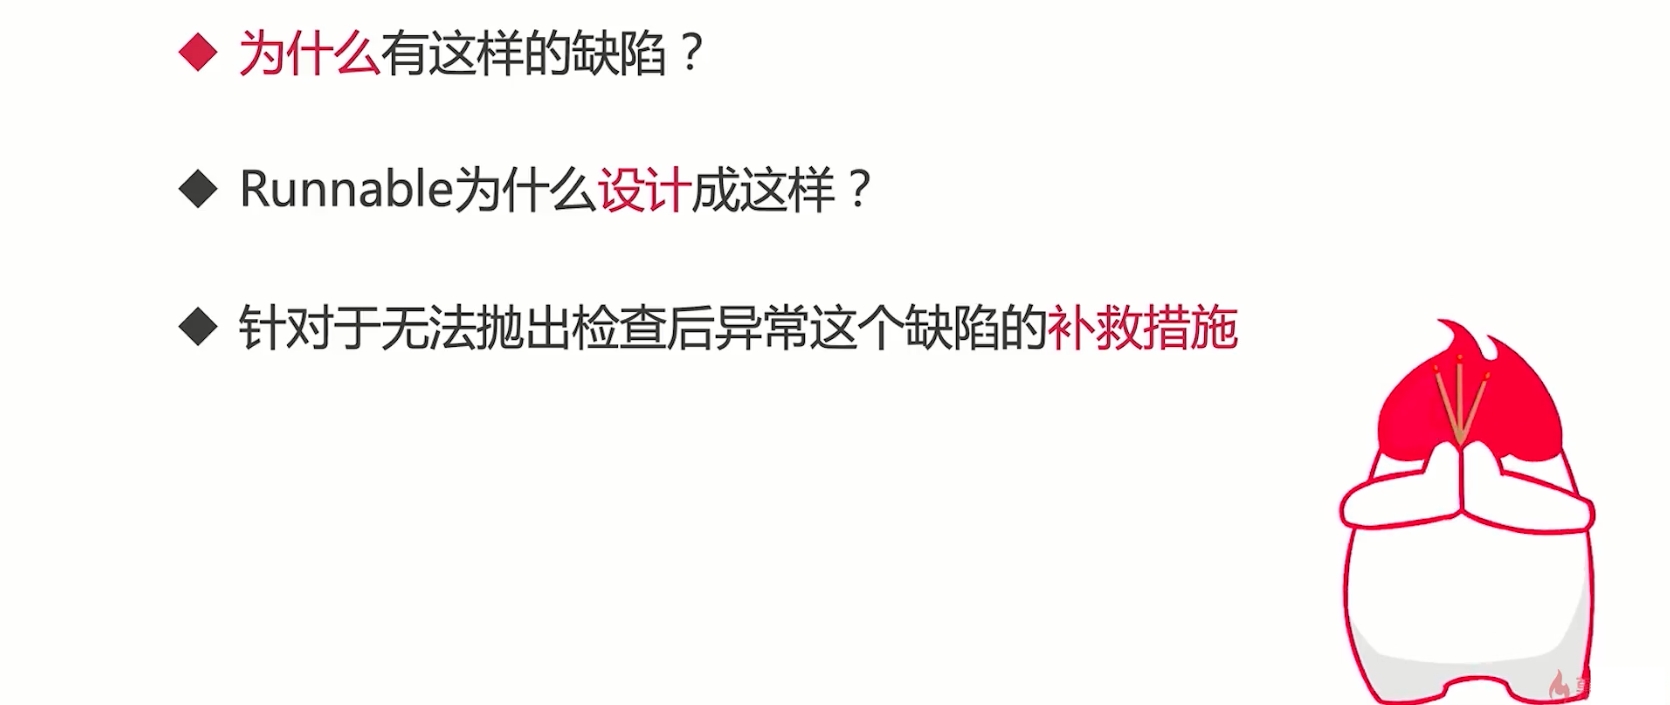 为什么有这样的缺陷？
Runnable为什么设计成这样？
针对于无法抛出检查后异常这个缺陷的补救措施